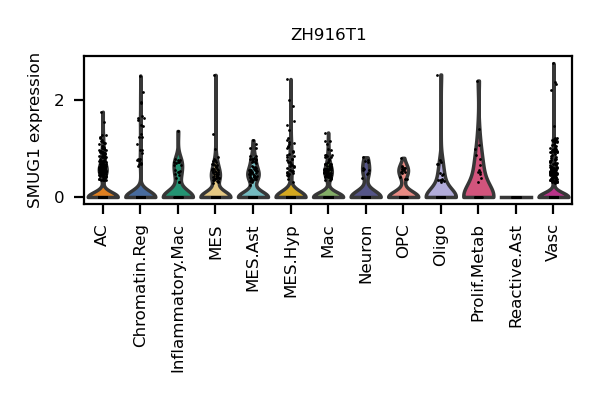 ZH916T1
SMUG1 expression
2
0
AC
Chromatin.Reg
Inflammatory.Mac
MES
MES.Ast
MES.Hyp
Mac
Neuron
OPC
Oligo
Prolif.Metab
Reactive.Ast
Vasc